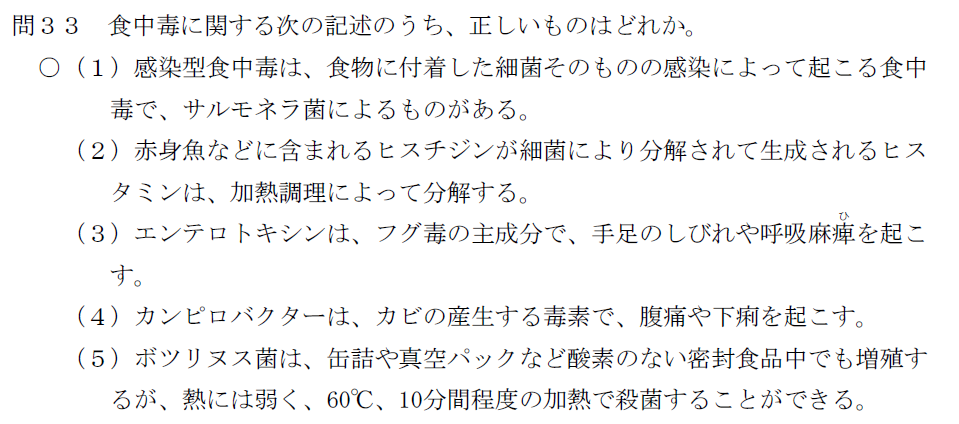 問33　食中毒に関する次の記述のうち、正しいものはどれか。
○（1）感染型食中毒は、食物に付着した細菌そのものの感染によって起こる食中
毒で、サルモネラ菌によるものがある。
（2）赤身魚などに含まれるヒスチジンが細菌により分解されて生成されるヒス
タミンは、加熱調理によって分解する。
ひ
（3）エンテロトキシンは、フグ毒の主成分で、手足のしびれや呼吸麻痺を起こ
す。
（4）カンピロバクターは、カビの産生する毒素で、腹痛や下痢を起こす。
（5）ボツリヌス菌は、缶詰や真空パックなど酸素のない密封食品中でも増殖す
るが、熱には弱く、60℃、10分間程度の加熱で殺菌することができる。